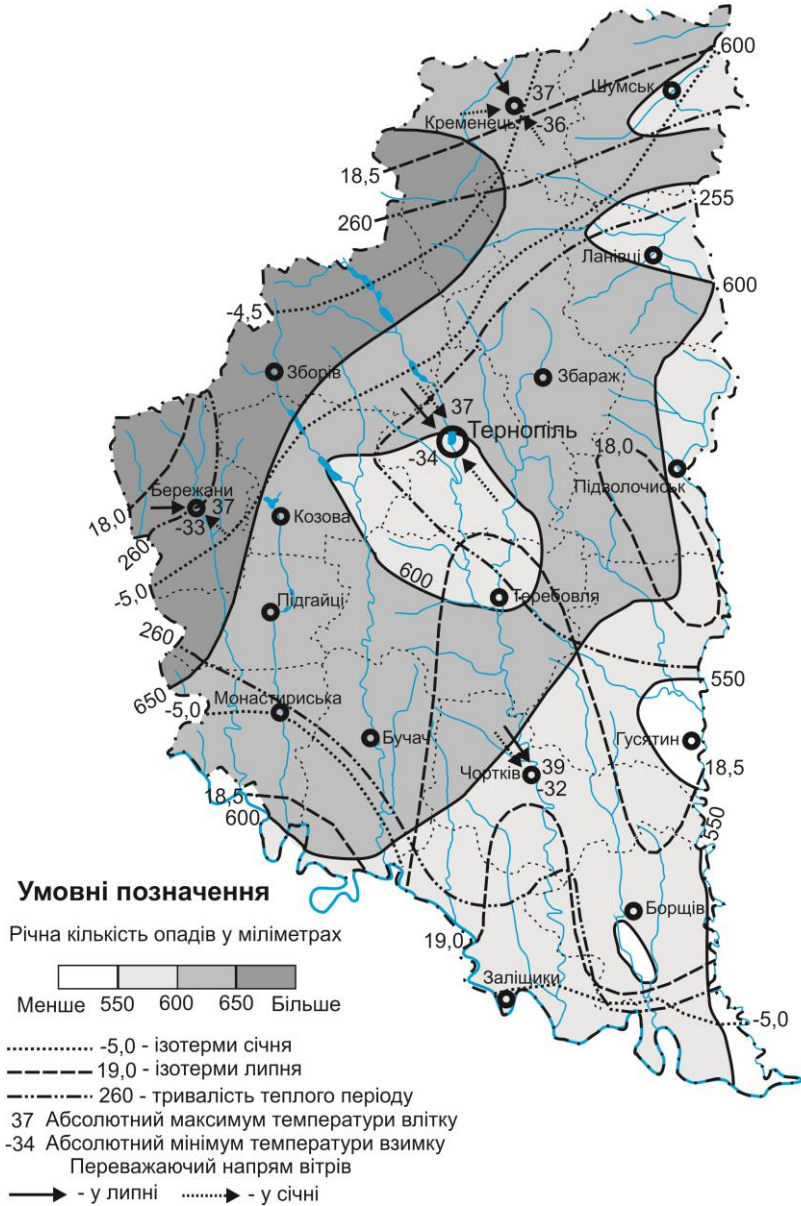 600
Шумськ
37
Кременець
-36
18,5
260
255
Ланівці
600
-4,5
Зборів
Збараж
37
Тернопіль
-34
18,0
Підволочиськ
Бережани
37
-33
18,0
260
-5,0
Козова
600
Теребовля
Підгайці
260
650
-5,0
Монастириська
550
Бучач
Гусятин
Чортків
39
-32
18,5
18,5
600
550
Борщів
19,0
Заліщики
-5,0
Умовні позначення
Річна кількість опадів у міліметрах
Менше 550 600 650 Більше
-5,0 - ізотерми січня
19,0 - ізотерми липня
260 - тривалість теплого періоду
37 Абсолютний максимум температури влітку
-34 Абсолютний мінімум температури взимку
Переважаючий напрям вітрів
- у липні - у січні